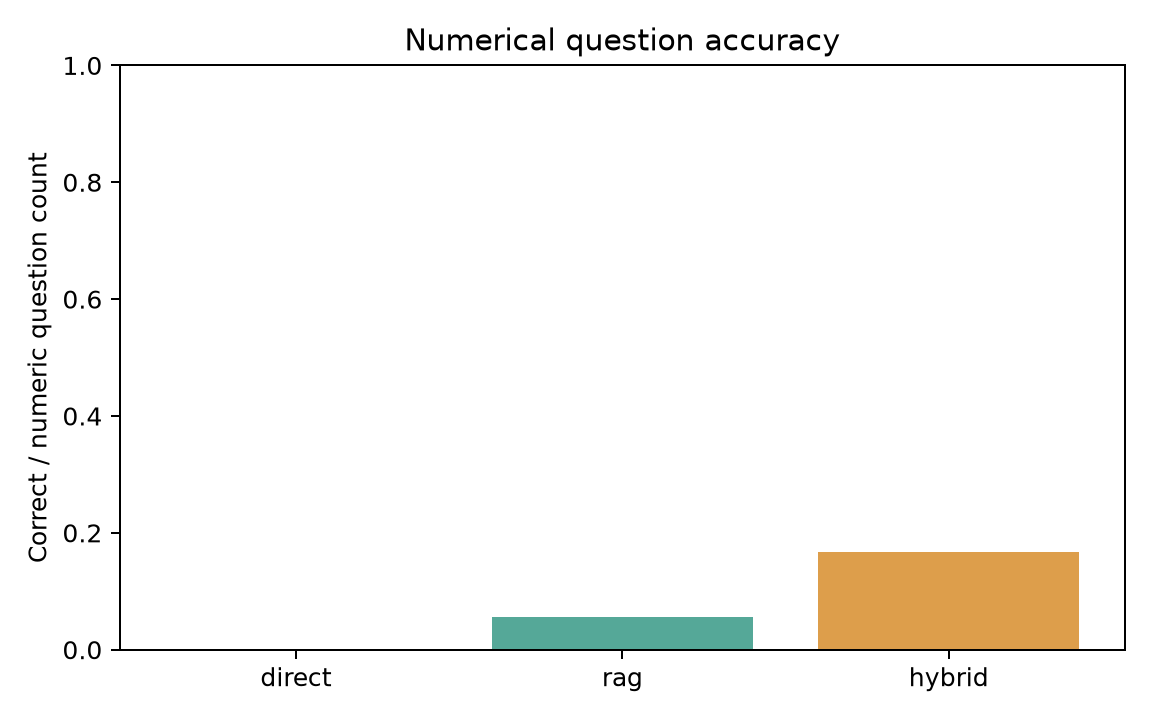 Numerical question accuracy
Correct / numeric question count
1.0
0.8
0.6
0.4
0.2
0.0
direct
rag
hybrid